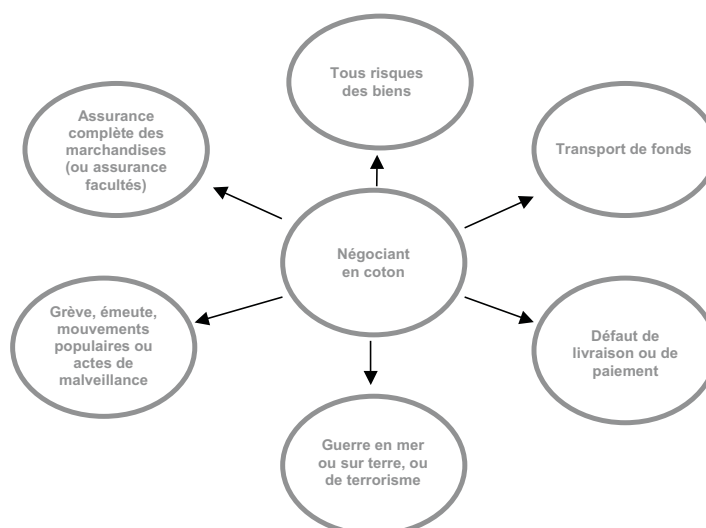 Tous risques
des biens
Assurance
complète des
marchandises
(ou assurance
facultés)
Transport de fonds
Négociant
en coton
Grève, émeute,
mouvements
populaires ou
actes de
malveillance
Défaut de
livraison ou de
paiement
Guerre en mer
ou sur terre, ou
de terrorisme